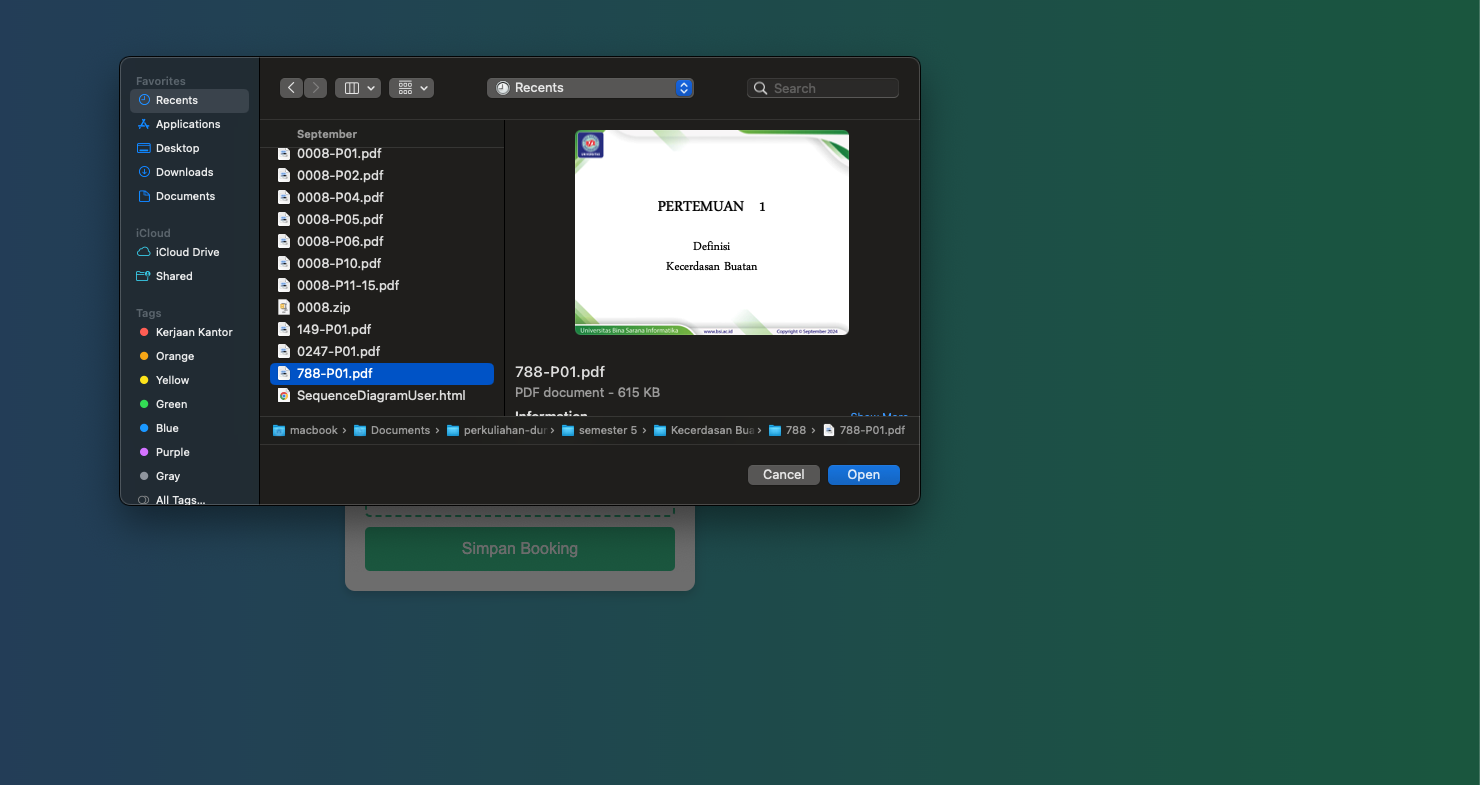 Favorites
Recents
Applications
Desktop
Downloads
Documents
iCloud
iCloud Drive
Shared
Tags
Kerjaan Kantor
Orange
Yellow
Green
Blue
Purple
Gray
All Tags...
Recents
Search
September
0008-P01.pdf
0008-P02.pdf
0008-P04.pdf
0008-P05.pdf
0008-P06.pdf
0008-P10.pdf
0008-P11-15.pdf
0008.zip
149-P01.pdf
0247-P01.pdf
788-P01.pdf
SequenceDiagramUser.html
PERTEMUAN 1
Definisi
Kecerdasan Buatan
Universitas Bina Sarana Informatika www.bsi.ac.id Copyright © September 2024
788-P01.pdf
PDF document - 615 KB
Information Show More
macbook › Documents › perkuliahan-dur › semester 5 › Kecerdasan Bua › 788 › 788-P01.pdf
Cancel Open
Simpan Booking